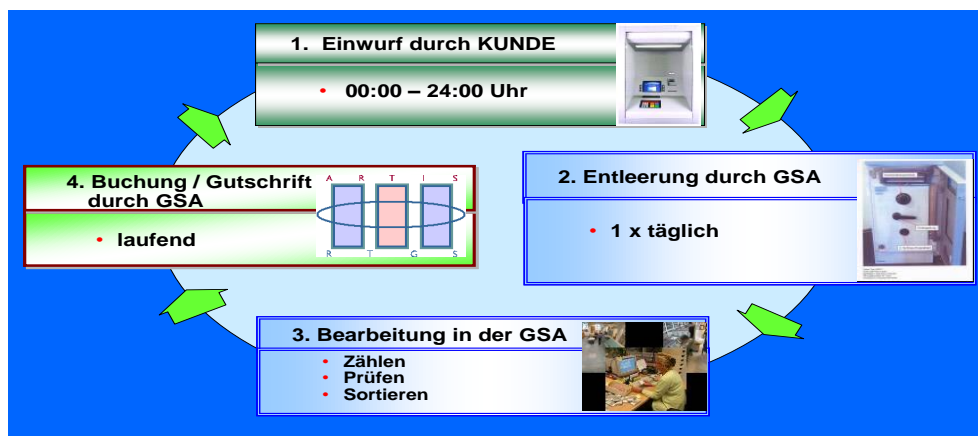 1. Einwurf durch KUNDE
• 00:00 – 24:00 Uhr
2. Entleerung durch GSA
• 1 x täglich
3. Bearbeitung in der GSA
• Zählen
• Prüfen
• Sortieren
4. Buchung / Gutschrift
durch GSA
• laufend
A R T I S
R T G S